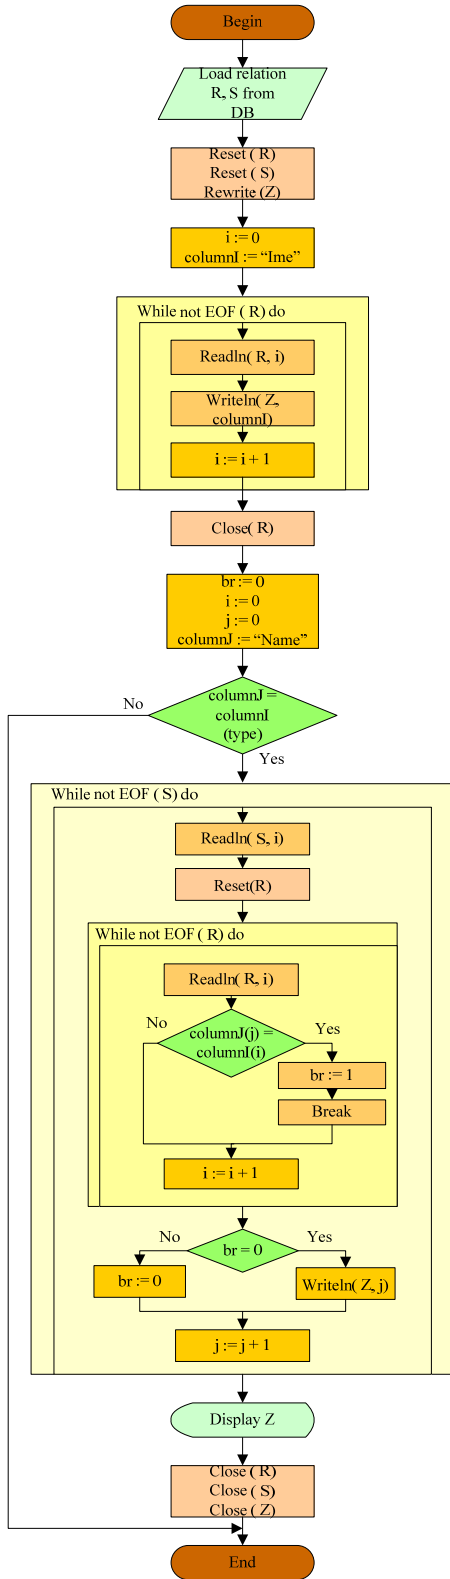 Begin
Load relation
R, S from
DB
Reset ( R)
Reset ( S)
Rewrite (Z)
i := 0
columnI := “Ime”
While not EOF ( R) do
Readln( R, i)
Writeln( Z,
columnI)
i := i + 1
Close( R)
br := 0
i := 0
j := 0
columnJ := “Name”
No
columnJ =
columnI
(type)
Yes
While not EOF ( S) do
Readln( S, i)
Reset(R)
While not EOF ( R) do
Readln( R, i)
No
columnJ(j) =
columnI(i)
Yes
br := 1
Break
i := i + 1
No
br = 0
Yes
br := 0
Writeln( Z, j)
j := j + 1
Display Z
Close ( R)
Close ( S)
Close ( Z)
End